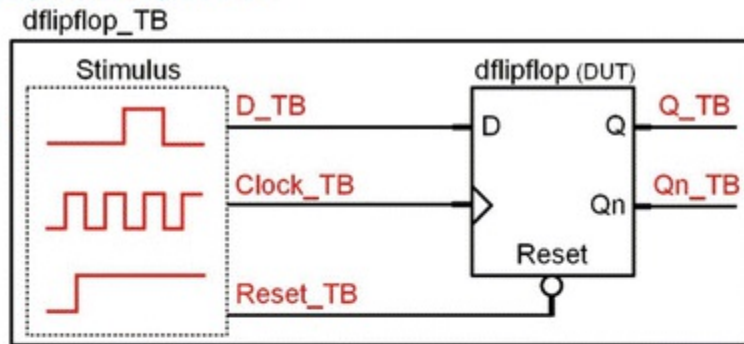 dflipflop_TB
Stimulus
dflipflop (DUT)
D_TB
D
Q
Q_TB
Clock_TB
Qn
Qn_TB
Reset
Reset_TB